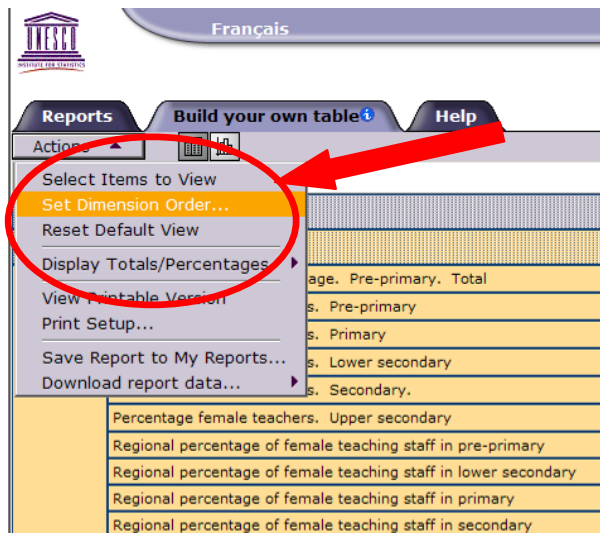 UNESCO
INSTITUTE FOR STATISTICS
Français
Reports
Build your own table
Help
Actions
Select Items to View
Set Dimension Order...
Reset Default View
Display Totals/Percentages
View Printable Version
Print Setup...
Save Report to My Reports...
Download report data...
age. Pre-primary. Total
s. Pre-primary
s. Primary
s. Lower secondary
s. Secondary.
Percentage female teachers. Upper secondary
Regional percentage of female teaching staff in pre-primary
Regional percentage of female teaching staff in lower secondary
Regional percentage of female teaching staff in primary
Regional percentage of female teaching staff in secondary